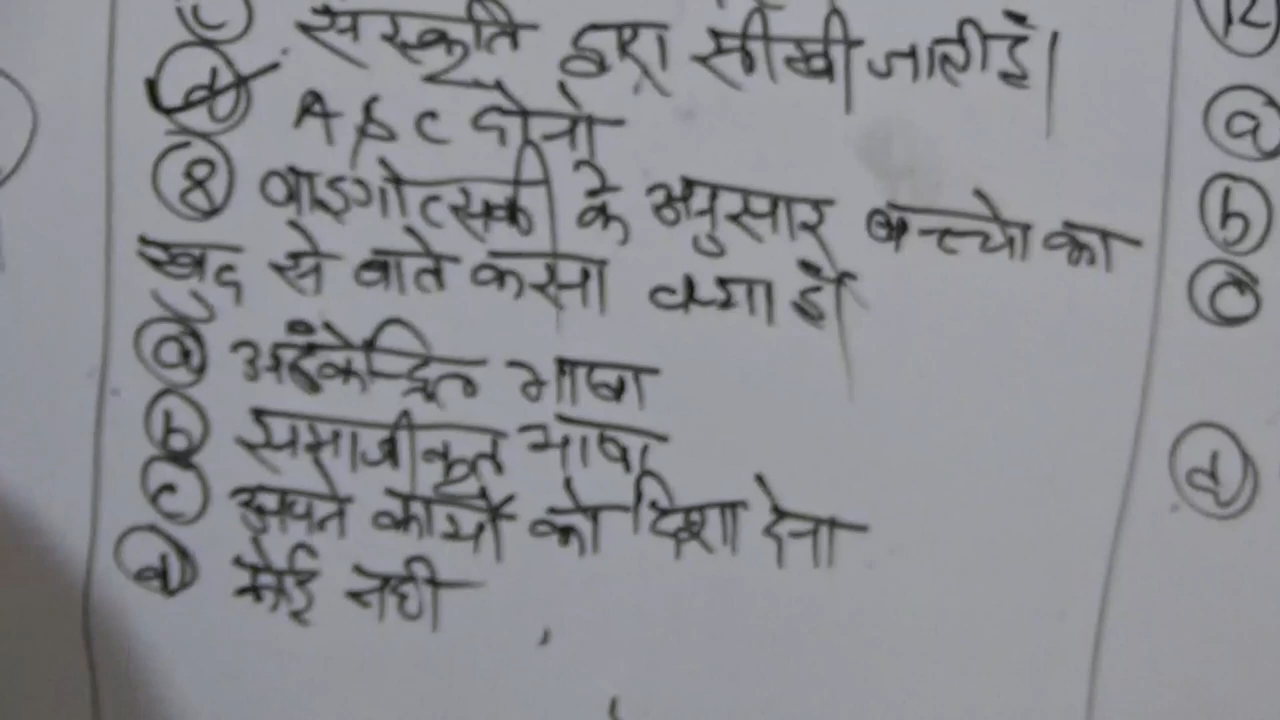 c संस्कृति द्वारा सीखी जाती है।
d A & C दोनो
8 वाइगोत्सकी के अनुसार बच्चो का
खुद से बाते करना क्या है
a अहंकेन्द्रित भाषा
b समाजीकृत भाषा
c अपने कार्यो को दिशा देना
d कोई नही
12
a
b
c
d